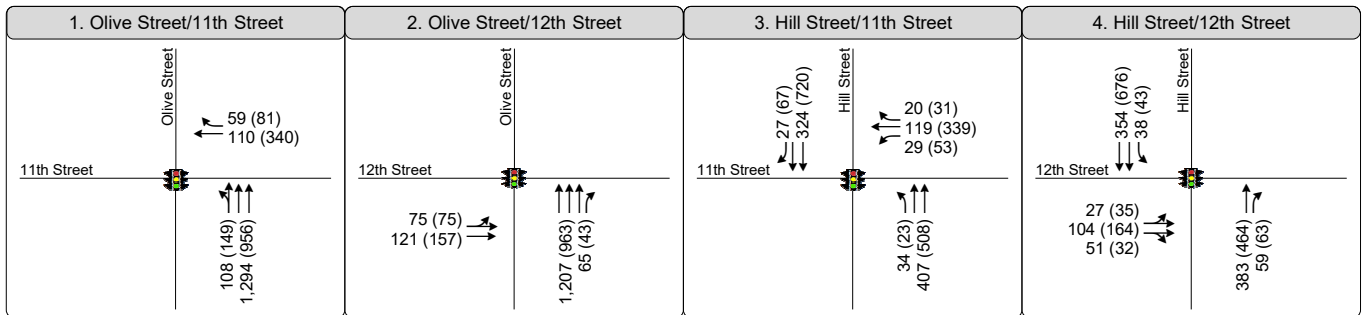 1. Olive Street/11th Street
Olive Street
59 (81)
110 (340)
11th Street
108 (149)
1,294 (956)
2. Olive Street/12th Street
Olive Street
12th Street
75 (75)
121 (157)
1,207 (963)
65 (43)
3. Hill Street/11th Street
27 (67)
324 (720)
Hill Street
20 (31)
119 (339)
29 (53)
11th Street
34 (23)
407 (508)
4. Hill Street/12th Street
354 (676)
38 (43)
Hill Street
12th Street
27 (35)
104 (164)
51 (32)
383 (464)
59 (63)